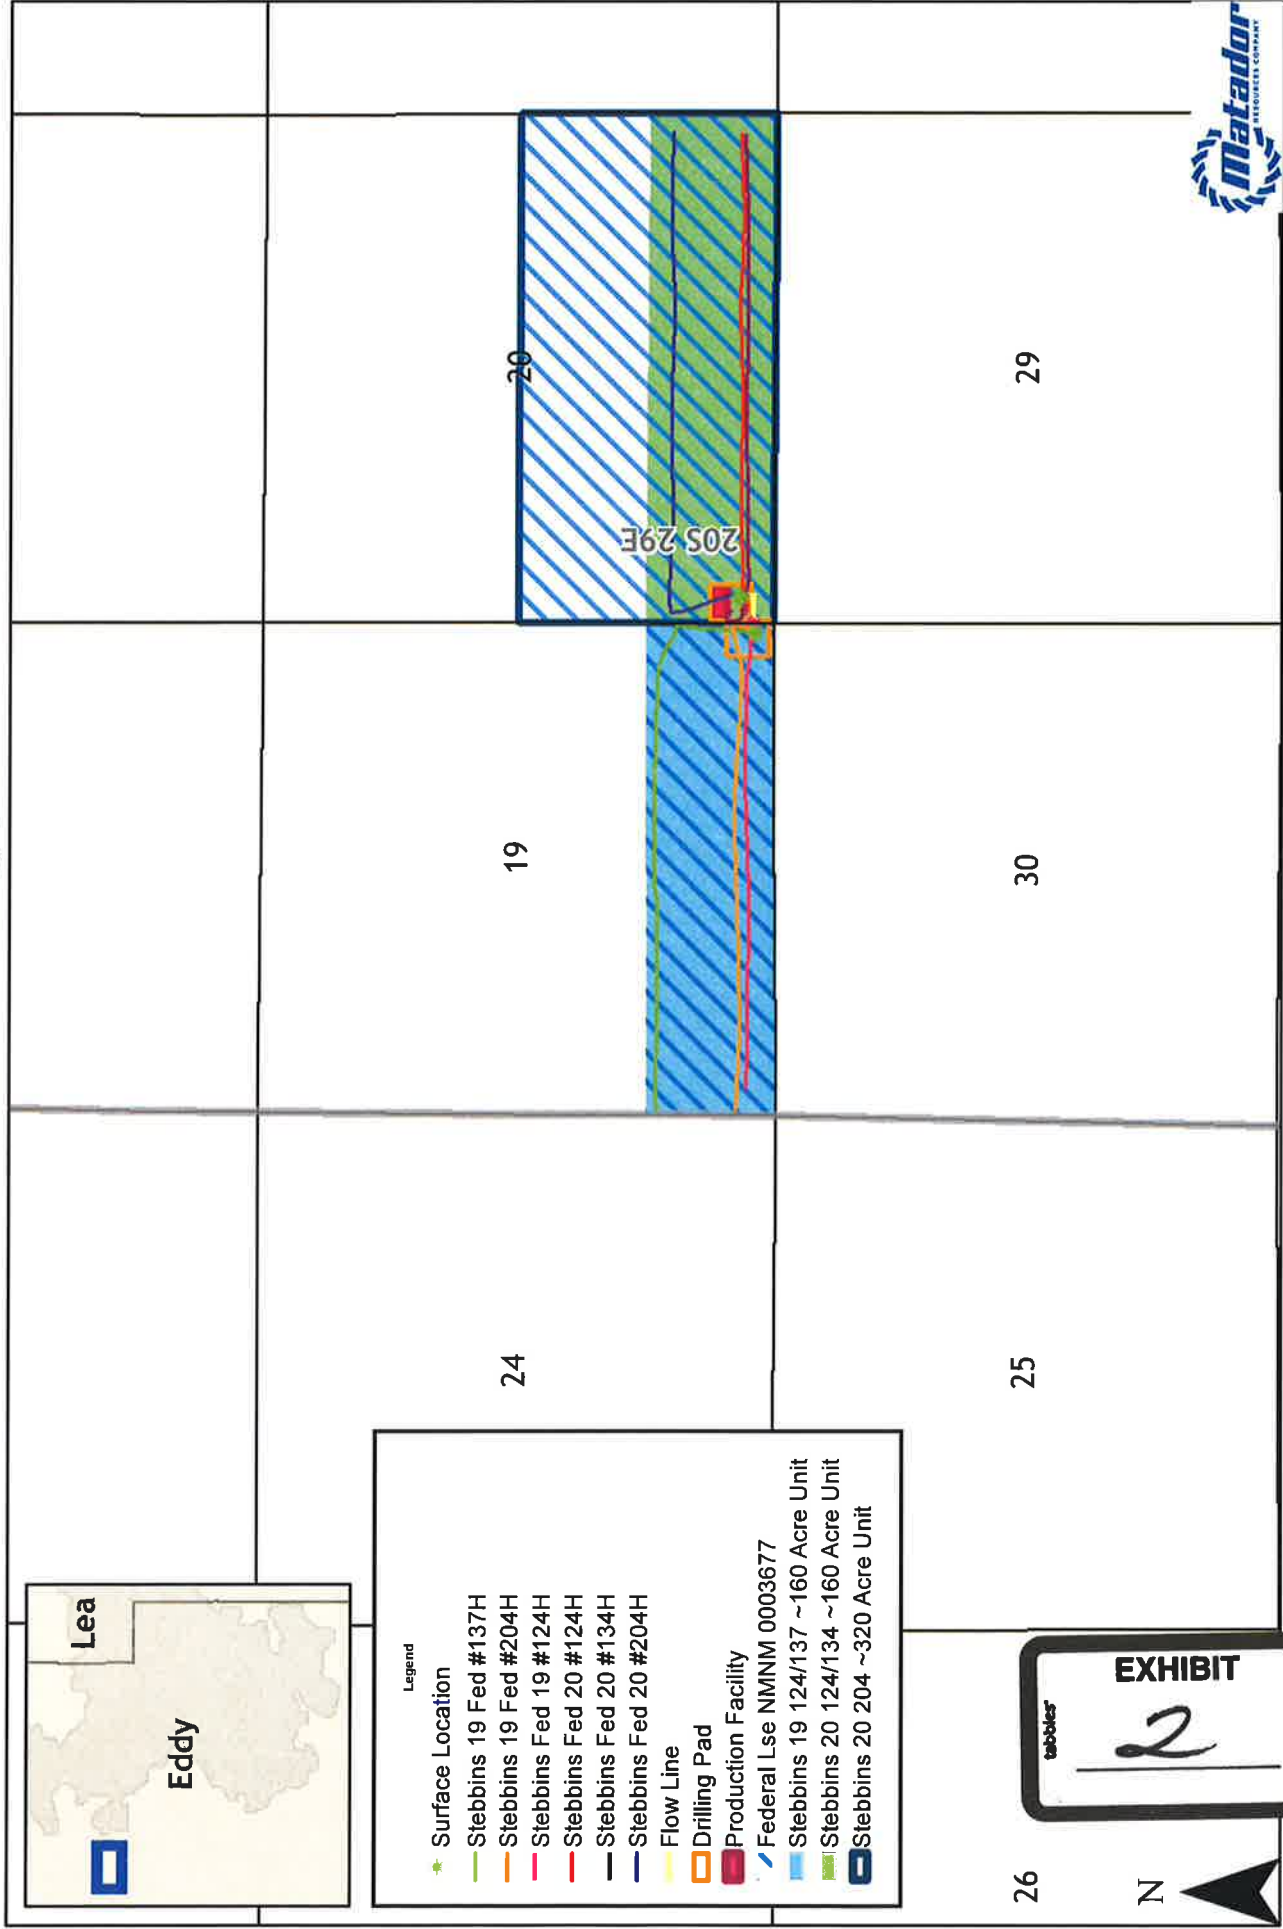 Lea
Eddy
Legend
Surface Location
Stebbins 19 Fed #137H
Stebbins 19 Fed #204H
Stebbins Fed 19 #124H
Stebbins Fed 20 #124H
Stebbins Fed 20 #134H
Stebbins Fed 20 #204H
Flow Line
Drilling Pad
Production Facility
Federal Lse NMNM 0003677
Stebbins 19 124/137 ~160 Acre Unit
Stebbins 20 124/134 ~160 Acre Unit
Stebbins 20 204 ~320 Acre Unit
24
19
20
20S 29E
26
25
30
29
N
tabbies
EXHIBIT
2
Matador
RESOURCES COMPANY